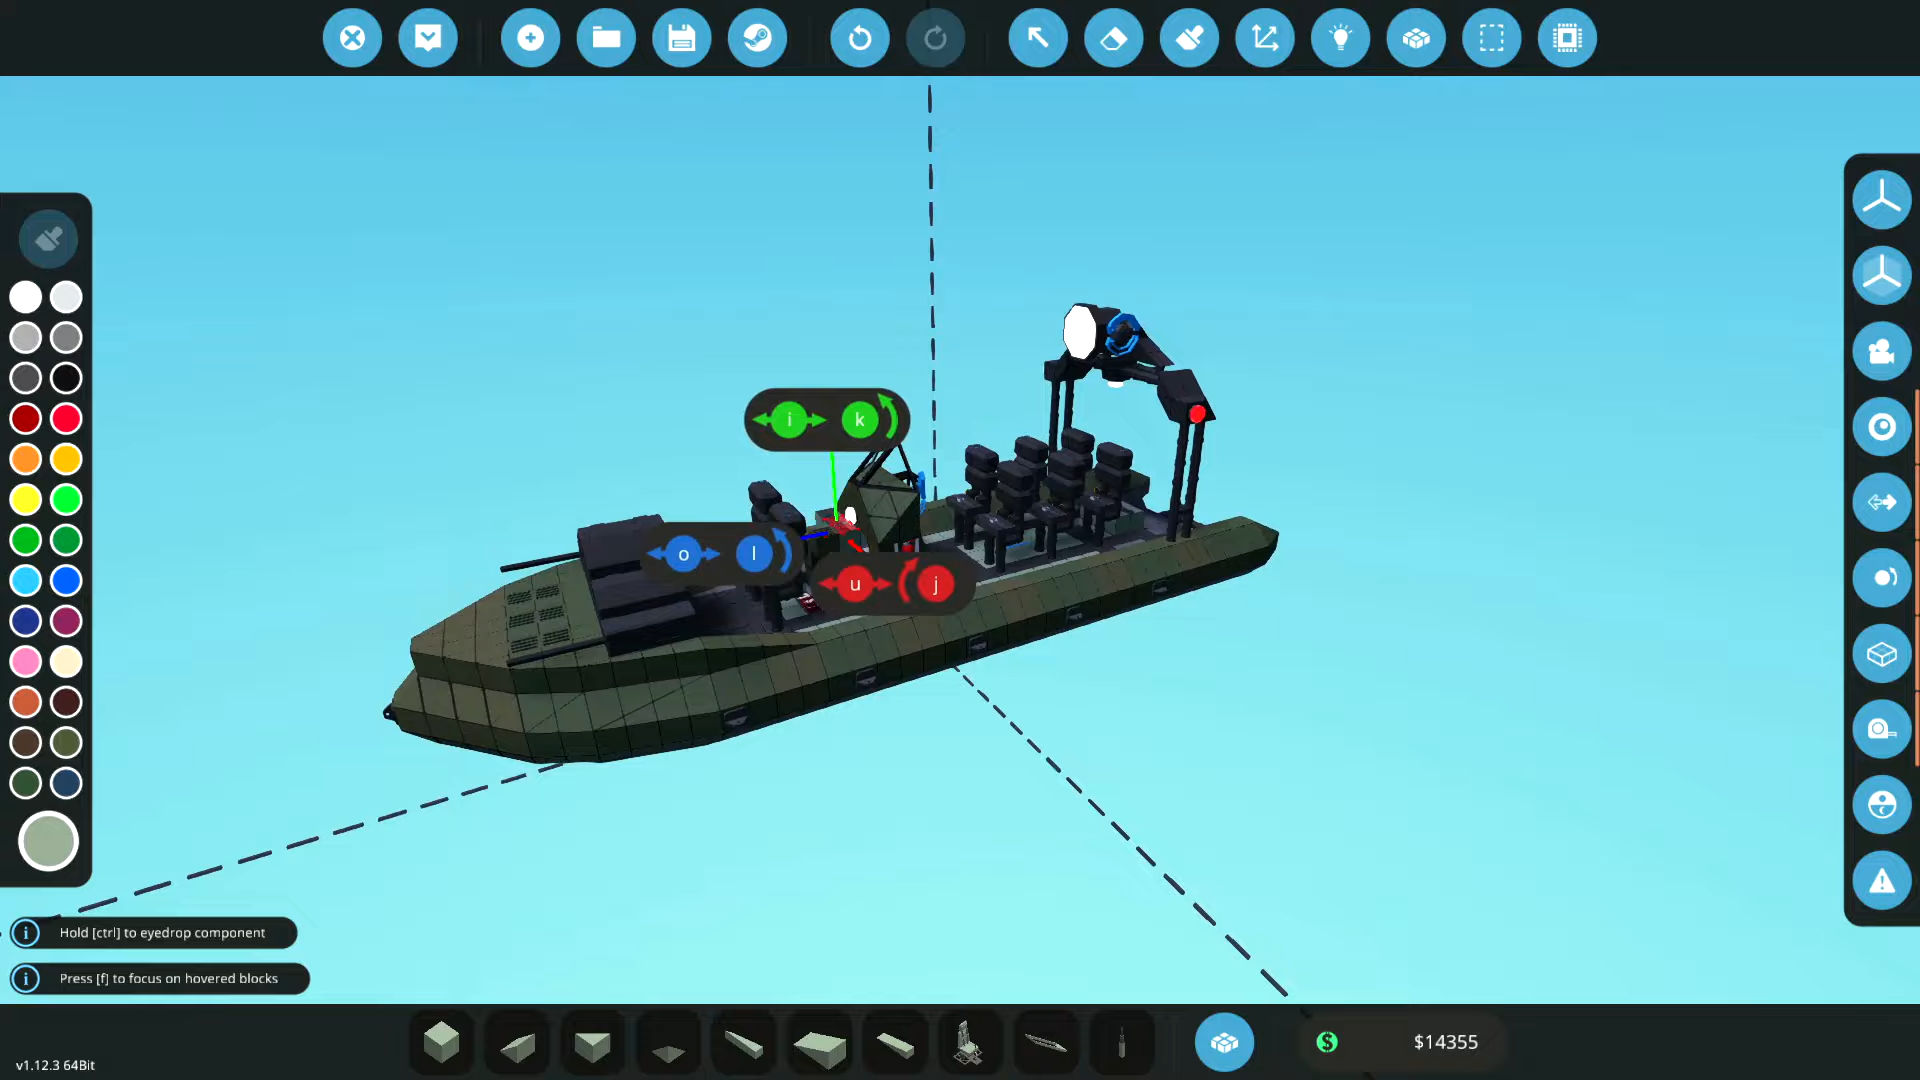 i k
o l
u j
Hold [ctrl] to eyedrop component
Press [f] to focus on hovered blocks
$14355
v1.12.3 64Bit